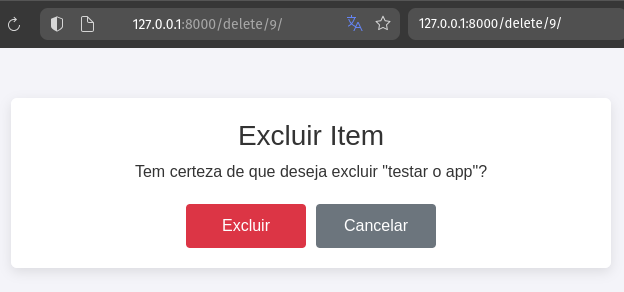 127.0.0.1:8000/delete/9/
127.0.0.1:8000/delete/9/
Excluir Item
Tem certeza de que deseja excluir "testar o app"?
Excluir
Cancelar